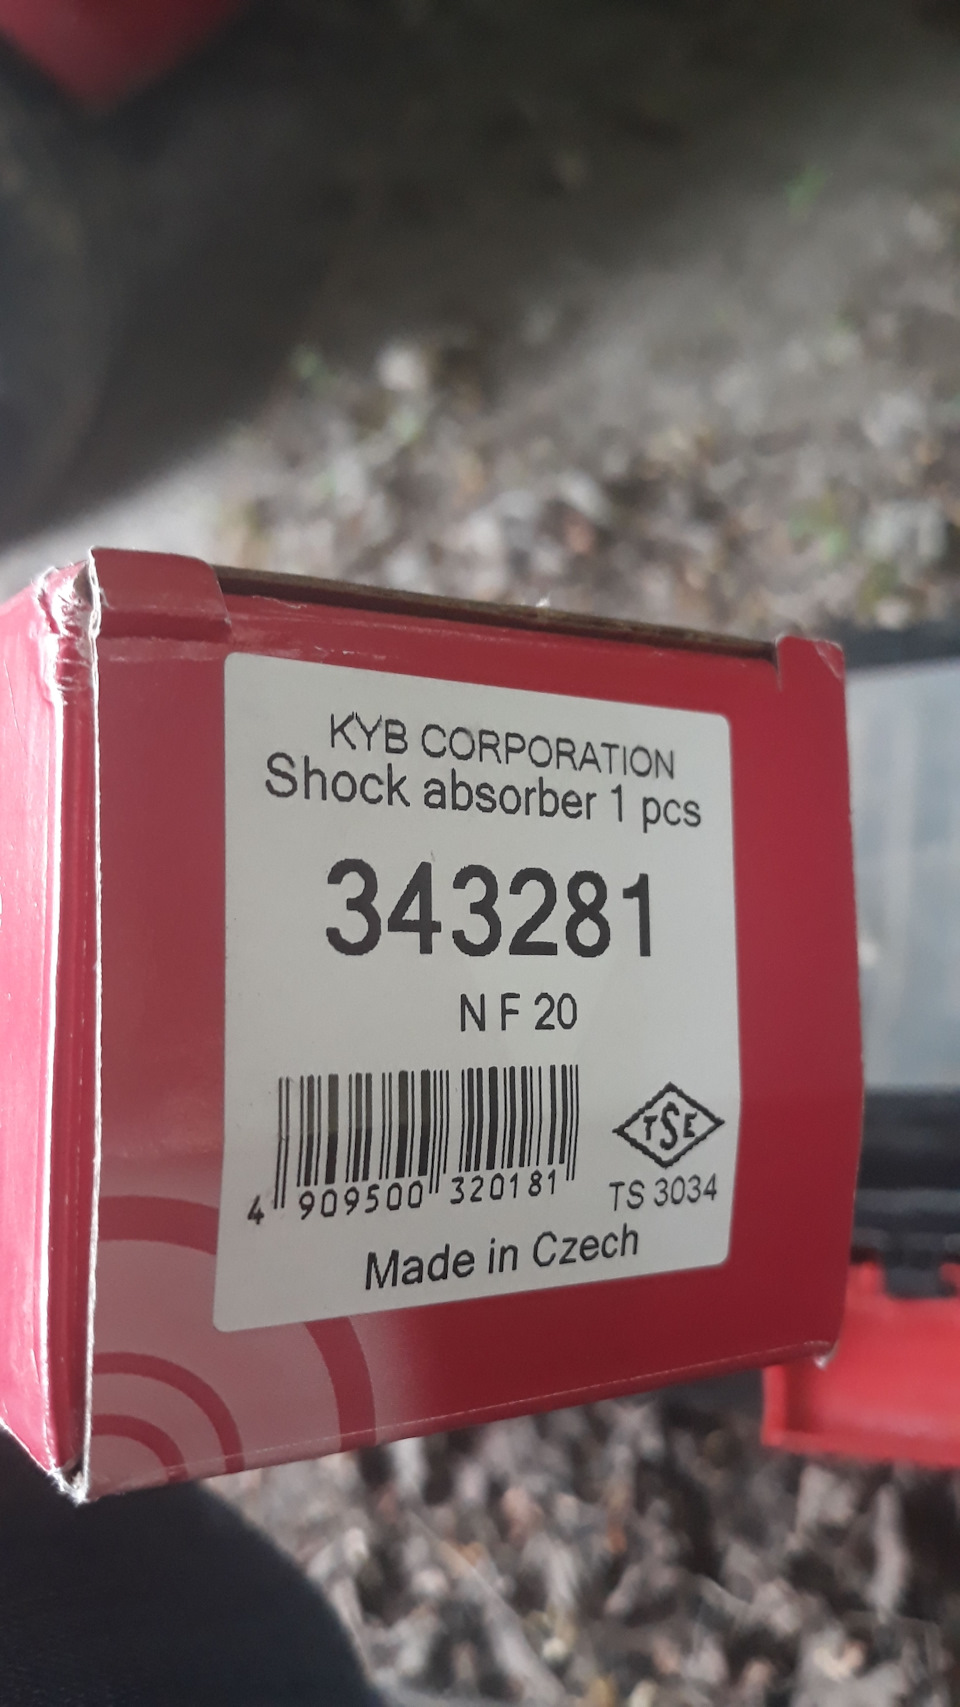 KYB CORPORATION
Shock absorber 1 pcs
343281
N F 20
4 909500 320181
TSE
TS 3034
Made in Czech